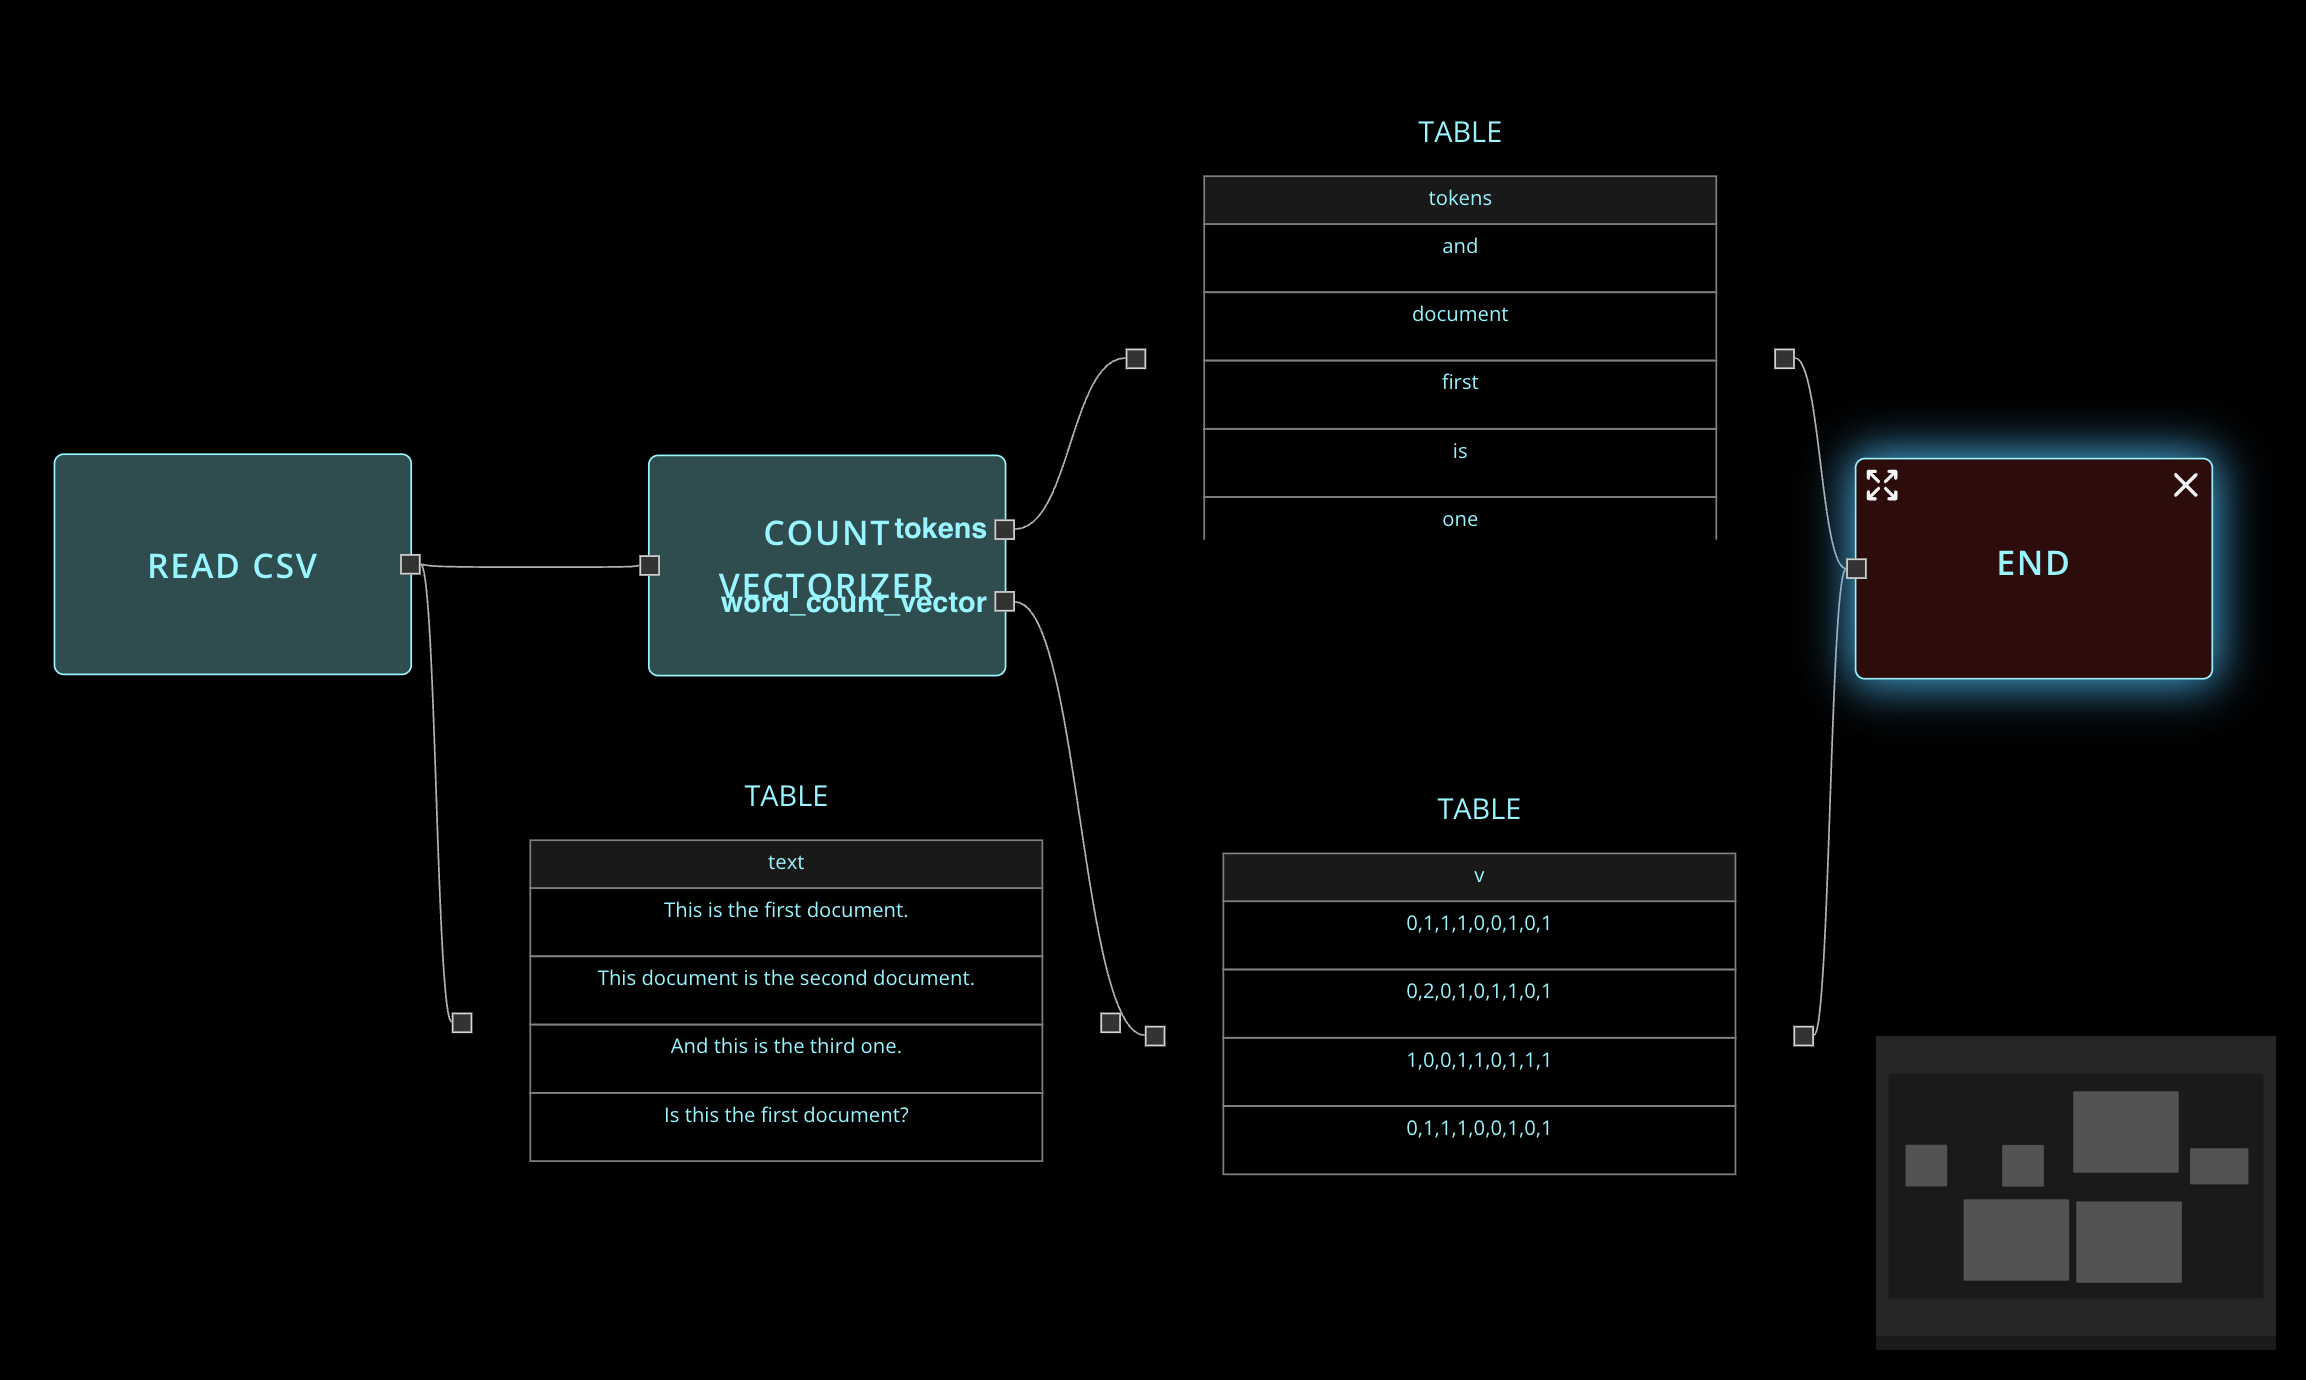 READ CSV
COUNT
VECTORIZER
tokens
word_count_vector
TABLE
tokens
and
document
first
is
one
END
TABLE
text
This is the first document.
This document is the second document.
And this is the third one.
Is this the first document?
TABLE
v
0,1,1,1,0,0,1,0,1
0,2,0,1,0,1,1,0,1
1,0,0,1,1,0,1,1,1
0,1,1,1,0,0,1,0,1